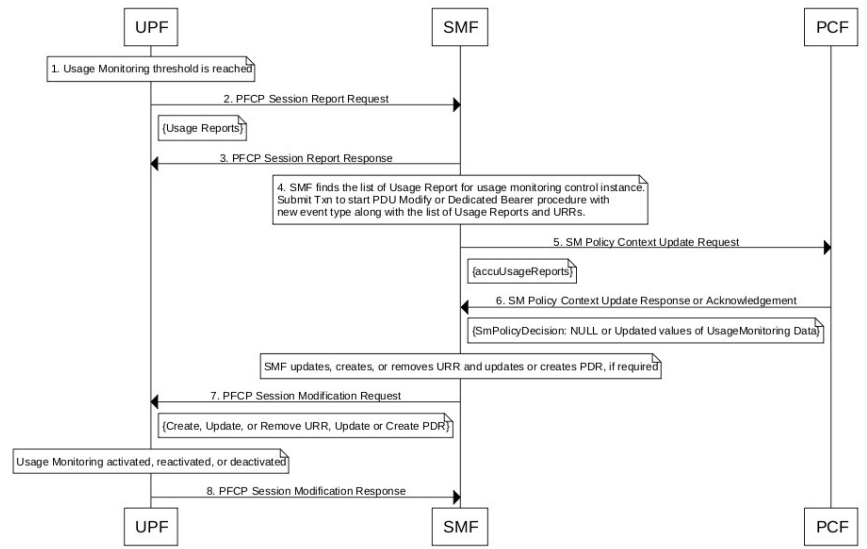 UPF
SMF
PCF
1. Usage Monitoring threshold is reached
2. PFCP Session Report Request
{Usage Reports}
3. PFCP Session Report Response
4. SMF finds the list of Usage Report for usage monitoring control instance.
Submit Txn to start PDU Modify or Dedicated Bearer procedure with
new event type along with the list of Usage Reports and URRs.
5. SM Policy Context Update Request
{accuUsageReports}
6. SM Policy Context Update Response or Acknowledgement
{SmPolicyDecision: NULL or Updated values of UsageMonitoring Data}
SMF updates, creates, or removes URR and updates or creates PDR, if required
7. PFCP Session Modification Request
{Create, Update, or Remove URR, Update or Create PDR}
Usage Monitoring activated, reactivated, or deactivated
8. PFCP Session Modification Response
UPF
SMF
PCF